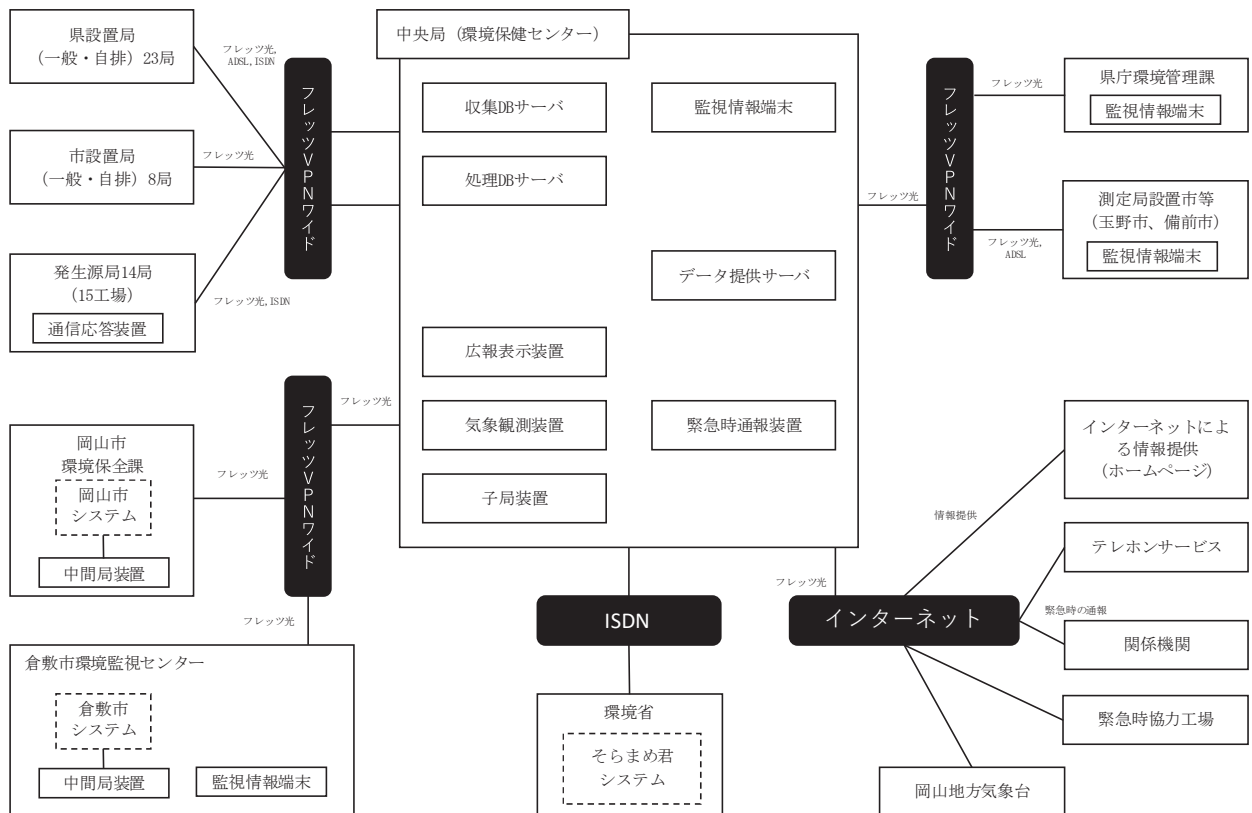 県設置局
(一般・自排) 23局
フレッツ光,
ADSL, ISDN
市設置局
(一般・自排) 8局
フレッツ光
発生源局14局
(15工場)
通信応答装置
フレッツ光, ISDN
フレッツVPNワイド
中央局 (環境保健センター)
収集DBサーバ
監視情報端末
処理DBサーバ
データ提供サーバ
広報表示装置
気象観測装置
緊急時通報装置
子局装置
フレッツ光
フレッツVPNワイド
フレッツ光
県庁環境管理課
監視情報端末
フレッツ光,
ADSL
測定局設置市等
(玉野市、備前市)
監視情報端末
岡山市
環境保全課
岡山市
システム
中間局装置
フレッツ光
フレッツVPNワイド
フレッツ光
フレッツ光
倉敷市環境監視センター
倉敷市
システム
中間局装置
監視情報端末
ISDN
環境省
そらまめ君
システム
フレッツ光
インターネット
情報提供
インターネットによ
る情報提供
(ホームページ)
テレホンサービス
緊急時の通報
関係機関
緊急時協力工場
岡山地方気象台